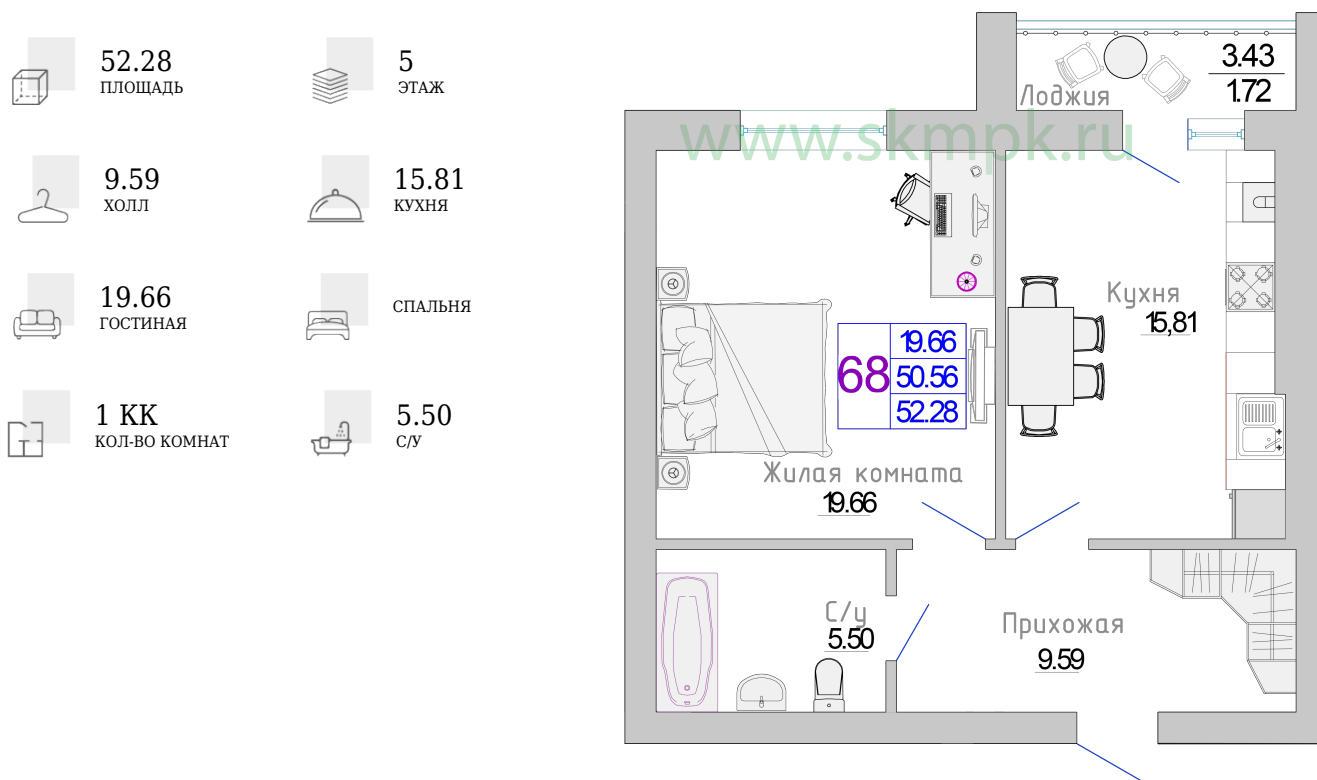 52.28
ПЛОЩАДЬ
5
ЭТАЖ
9.59
ХОЛЛ
15.81
КУХНЯ
19.66
ГОСТИНАЯ
СПАЛЬНЯ
1 КК
КОЛ-ВО КОМНАТ
5.50
С/У
3.43
1.72
Лоджия
www.skmpk.ru
Кухня
15,81
68
19.66
50.56
52.28
Жилая комната
19.66
С/у
5.50
Прихожая
9.59